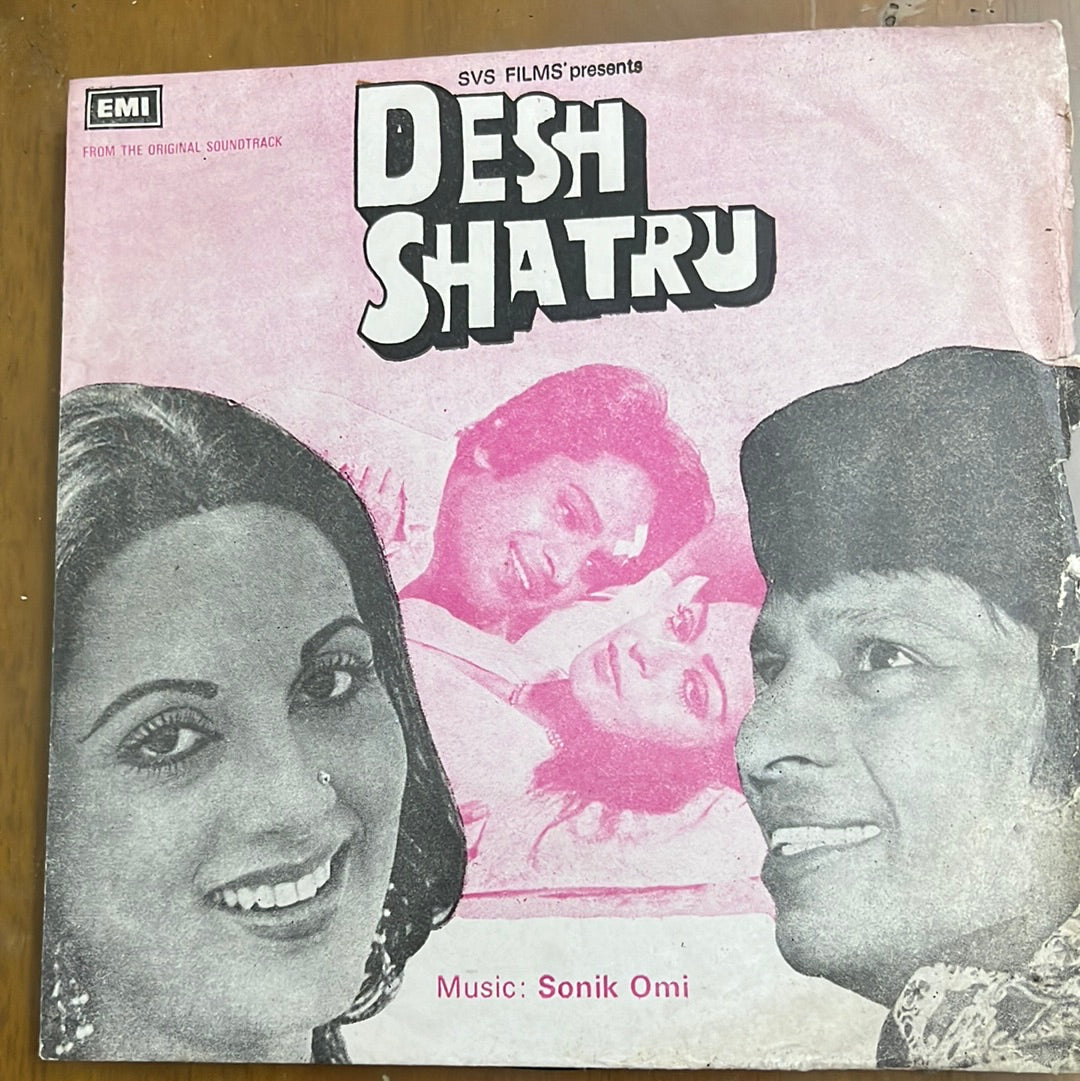 EMI
FROM THE ORIGINAL SOUNDTRACK
SVS FILMS' presents
DESH
SHATRU
Music: Sonik Omi